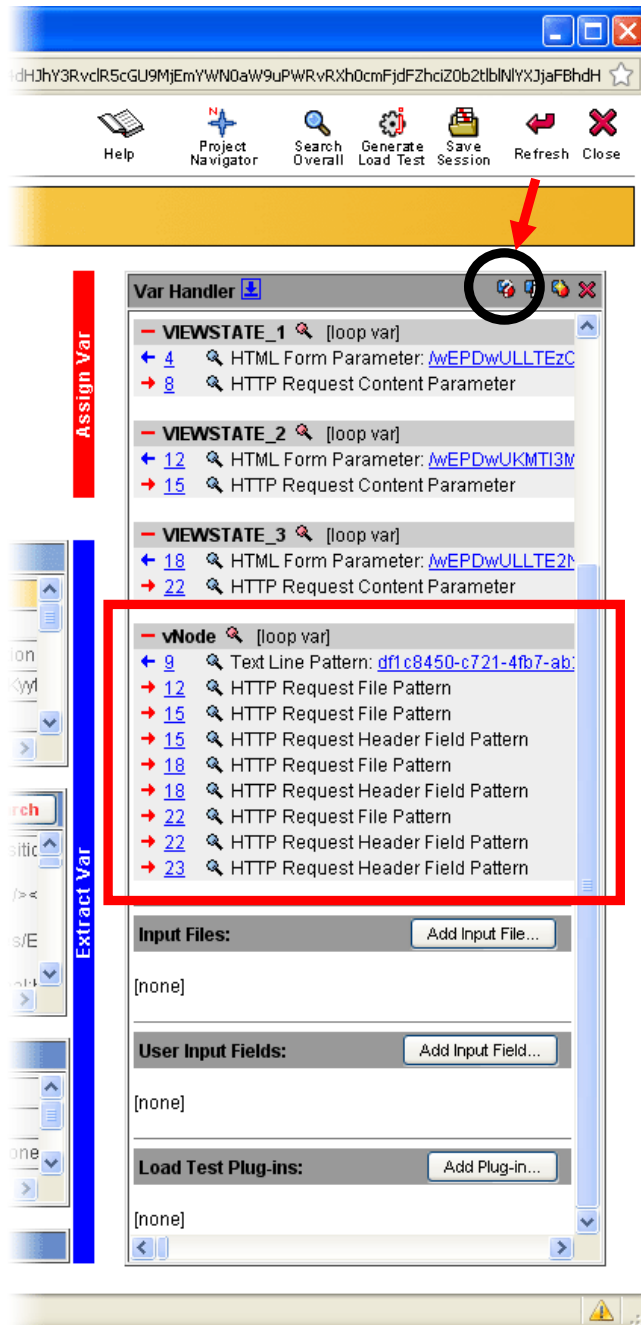 dHJhY3RvclR5cGU9MjEmYWN0aW9uPWRvRXh0cmFjdFZhciZ0b2tlblNlYXJjaFBhdH
Help
Project Navigator
Search Overall
Generate Load Test
Save Session
Refresh
Close
Assign Var
Var Handler
VIEWSTATE_1 [loop var]
4 HTML Form Parameter: /wEPDwULLTEzO
8 HTTP Request Content Parameter
VIEWSTATE_2 [loop var]
12 HTML Form Parameter: /wEPDwUKMTI3M
15 HTTP Request Content Parameter
VIEWSTATE_3 [loop var]
18 HTML Form Parameter: /wEPDwULLTE2N
22 HTTP Request Content Parameter
vNode [loop var]
9 Text Line Pattern: df1c8450-c721-4fb7-ab
12 HTTP Request File Pattern
15 HTTP Request File Pattern
15 HTTP Request Header Field Pattern
18 HTTP Request File Pattern
18 HTTP Request Header Field Pattern
22 HTTP Request File Pattern
22 HTTP Request Header Field Pattern
23 HTTP Request Header Field Pattern
Extract Var
Input Files: Add Input File...
[none]
User Input Fields: Add Input Field...
[none]
Load Test Plug-ins: Add Plug-in...
[none]